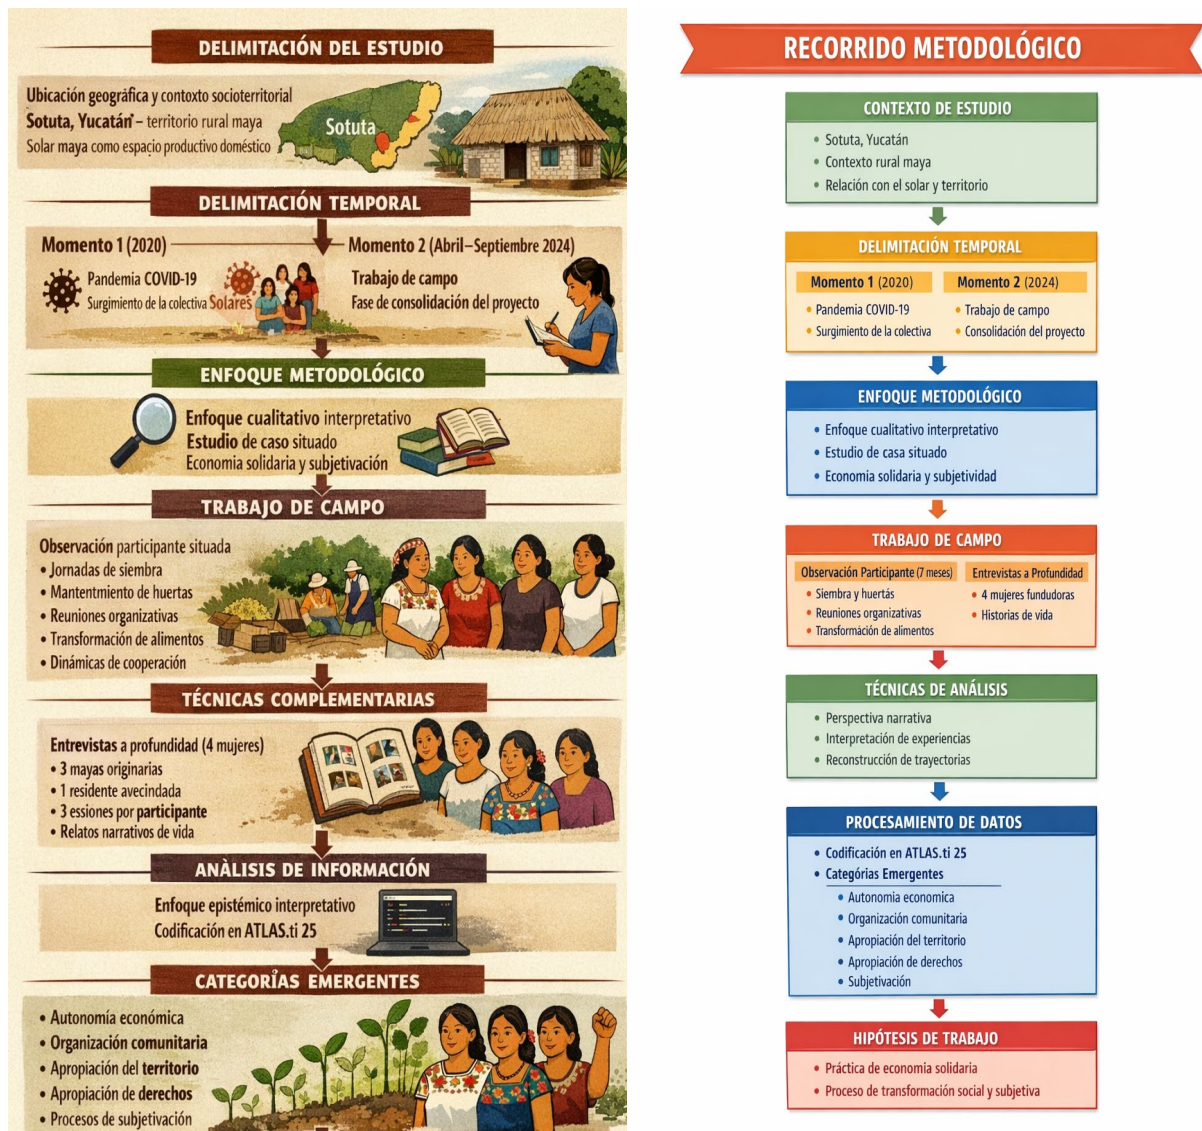 DELIMITACIÓN DEL ESTUDIO
Ubicación geográfica y contexto socioterritorial
Sotuta, Yucatán – territorio rural maya
Solar maya como espacio productivo doméstico
Sotuta
DELIMITACIÓN TEMPORAL
Momento 1 (2020)
Pandemia COVID-19
Surgimiento de la colectiva Solares
Momento 2 (Abril–Septiembre 2024)
Trabajo de campo
Fase de consolidación del proyecto
ENFOQUE METODOLÓGICO
Enfoque cualitativo interpretativo
Estudio de caso situado
Economia solidaria y subjetivación
TRABAJO DE CAMPO
Observación participante situada
• Jornadas de siembra
• Mantentmiento de huertas
• Reuniones organizativas
• Transformación de alimentos
• Dinámicas de cooperación
TÉCNICAS COMPLEMENTARIAS
Entrevistas a profundidad (4 mujeres)
• 3 mayas originarias
• 1 residente avecindada
• 3 essiones por participante
• Relatos narrativos de vida
ANÀLISIS DE INFORMACIÓN
Enfoque epistémico interpretativo
Codificación en ATLAS.ti 25
CATEGORÍAS EMERGENTES
• Autonomía económica
• Organización comunitaria
• Apropiación del territorio
• Apropiación de derechos
• Procesos de subjetivación
RECORRIDO METODOLÓGICO
CONTEXTO DE ESTUDIO
• Sotuta, Yucatán
• Contexto rural maya
• Relación con el solar y territorio
DELIMITACIÓN TEMPORAL
Momento 1 (2020)
• Pandemia COVID-19
• Surgimiento de la colectiva
Momento 2 (2024)
• Trabajo de campo
• Consolidación del proyecto
ENFOQUE METODOLÓGICO
• Enfoque cualitativo interpretativo
• Estudio de casa situado
• Economia solidaria y subjetividad
TRABAJO DE CAMPO
Observación Participante (7 meses)
• Siembra y huertás
• Reuniones organizativas
• Transformación de alimentos
Entrevistas a Profundidad
• 4 mujeres fundudoras
• Historias de vida
TÉCNICAS DE ANÁLISIS
• Perspectiva narrativa
• Interpretación de experiencias
• Reconstrucción de trayectorias
PROCESAMIENTO DE DATOS
• Codificación en ATLAS.ti 25
• Categórias Emergentes
• Autonomia economica
• Organización comunitaria
• Apropiación del territorio
• Apropiación de derechos
• Subjetivación
HIPÓTESIS DE TRABAJO
• Práctica de economia solidaria
• Proceso de transformación social y subjetiva